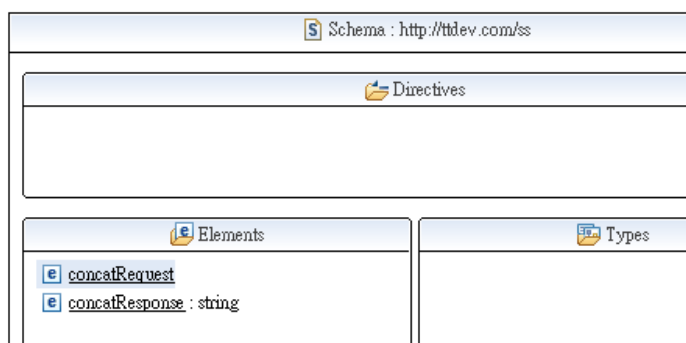 Schema : http://ttdev.com/ss
Directives
Elements
Types
concatRequest
concatResponse : string